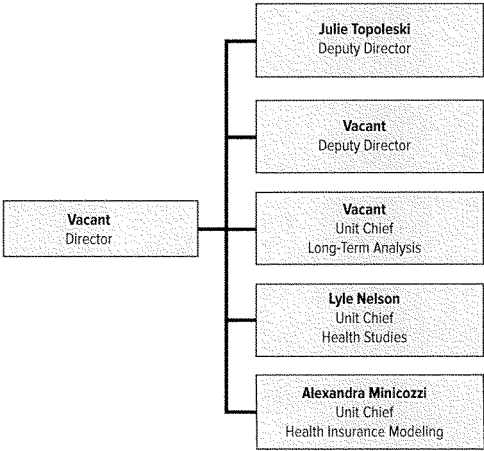 Julie Topoleski
Deputy Director
Vacant
Deputy Director
Vacant
Director
Vacant
Unit Chief
Long-Term Analysis
Lyle Nelson
Unit Chief
Health Studies
Alexandra Minicozzi
Unit Chief
Health Insurance Modeling